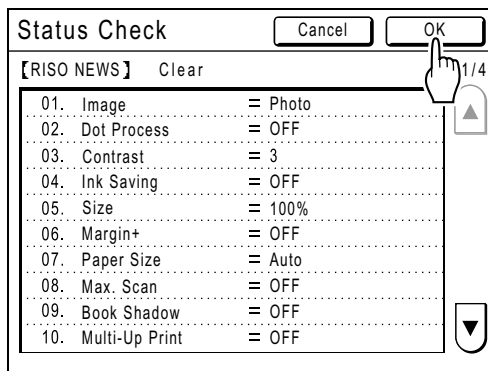 Status Check Cancel OK
【RISO NEWS】 Clear 1/4
01. Image = Photo
02. Dot Process = OFF
03. Contrast = 3
04. Ink Saving = OFF
05. Size = 100%
06. Margin+ = OFF
07. Paper Size = Auto
08. Max. Scan = OFF
09. Book Shadow = OFF
10. Multi-Up Print = OFF